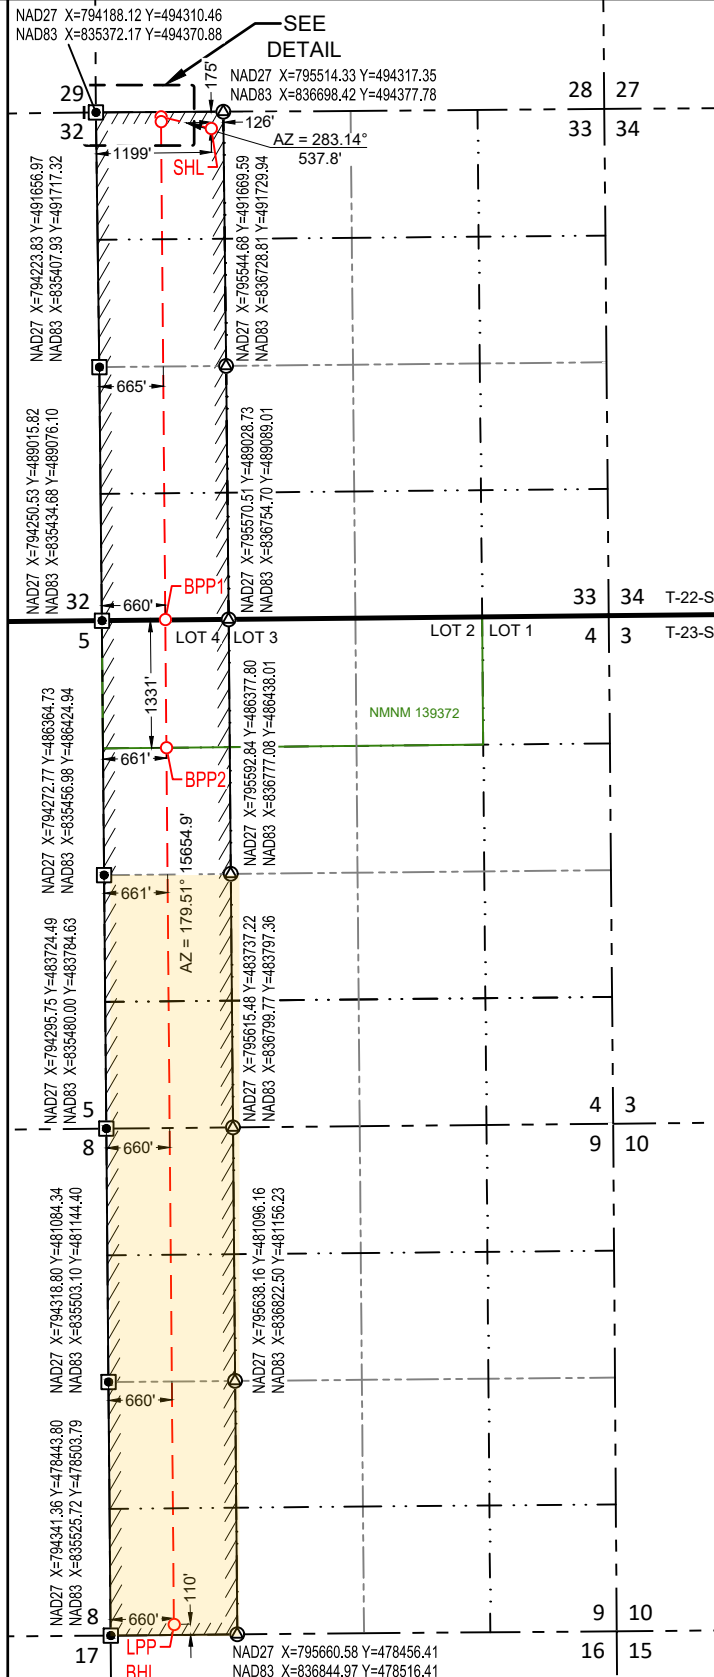 NAD27 X=794188.12 Y=494310.46
NAD83 X=835372.17 Y=494370.88
SEE
DETAIL
175'
NAD27 X=795514.33 Y=494317.35
NAD83 X=836698.42 Y=494377.78
29
28 27
32
33 34
126'
AZ = 283.14°
537.8'
1199'
SHL
NAD27 X=794223.83 Y=491656.97
NAD83 X=835407.93 Y=491717.32
NAD27 X=795544.68 Y=491669.59
NAD83 X=836728.81 Y=491729.94
665'
NAD27 X=794250.53 Y=489015.82
NAD83 X=835434.68 Y=489076.10
NAD27 X=795570.51 Y=489028.73
NAD83 X=836754.70 Y=489089.01
BPP1
32
660'
33 34
T-22-S
5
LOT 4
LOT 3
LOT 2
LOT 1
4 3
T-23-S
1331'
NMNM 139372
661'
BPP2
NAD27 X=794272.77 Y=486364.73
NAD83 X=835456.98 Y=486424.94
NAD27 X=795592.84 Y=486377.80
NAD83 X=836777.08 Y=486438.01
661'
AZ = 179.51° 15654.9'
NAD27 X=794295.75 Y=483724.49
NAD83 X=835480.00 Y=483784.63
NAD27 X=795615.48 Y=483737.22
NAD83 X=836799.77 Y=483797.36
5
4 3
8
660'
9 10
NAD27 X=794318.80 Y=481084.34
NAD83 X=835503.10 Y=481144.40
NAD27 X=795638.16 Y=481096.16
NAD83 X=836822.50 Y=481156.23
660'
NAD27 X=794341.36 Y=478443.80
NAD83 X=835525.72 Y=478503.79
110'
8
660'
9 10
17
LPP
BHL
16 15
NAD27 X=795660.58 Y=478456.41
NAD83 X=836844.97 Y=478516.41